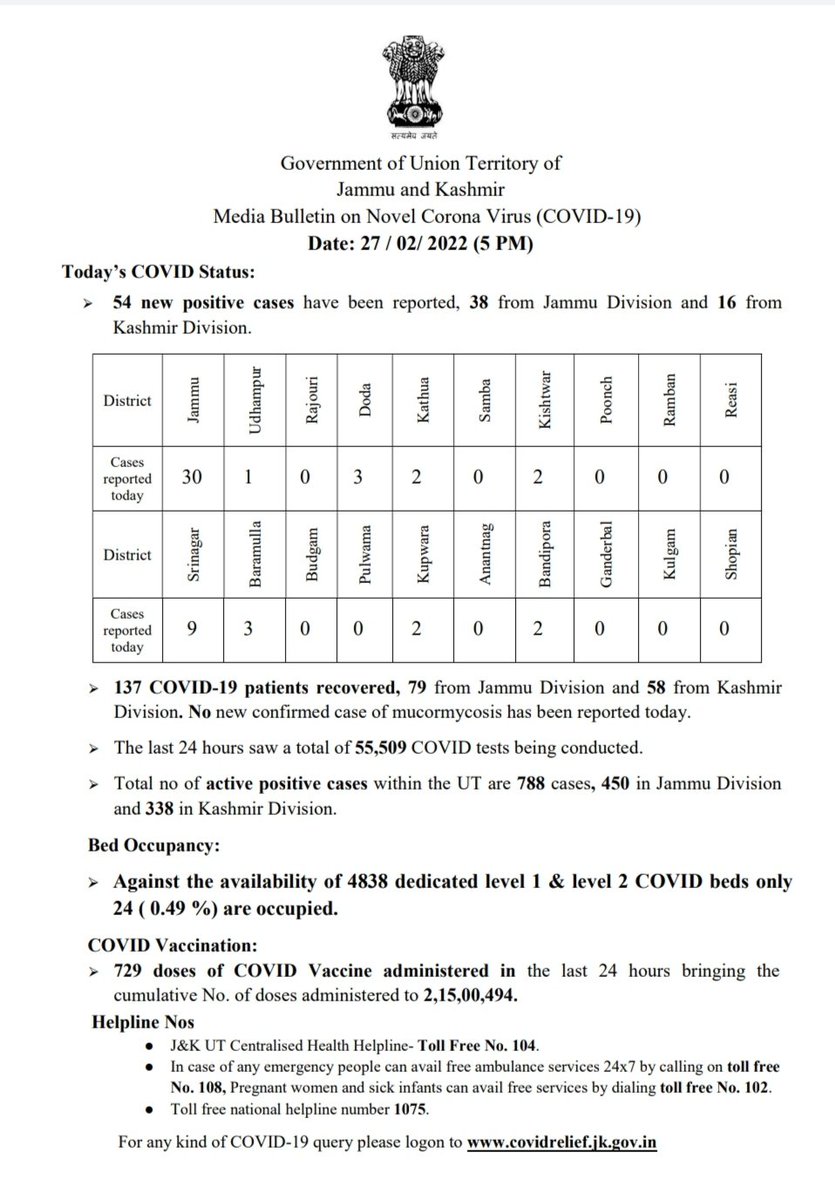 सत्यमेव जयते
Government of Union Territory of
Jammu and Kashmir
Media Bulletin on Novel Corona Virus (COVID-19)
Date: 27 / 02/ 2022 (5 PM)
Today’s COVID Status:
➢ 54 new positive cases have been reported, 38 from Jammu Division and 16 from
Kashmir Division.
District Jammu Udhampur Rajouri Doda Kathua Samba Kishtwar Poonch Ramban Reasi
Cases
reported
today
30 1 0 3 2 0 2 0 0 0
District Srinagar Baramulla Budgam Pulwama Kupwara Anantnag Bandipora Ganderbal Kulgam Shopian
Cases
reported
today
9 3 0 0 2 0 2 0 0 0
➢ 137 COVID-19 patients recovered, 79 from Jammu Division and 58 from Kashmir
Division. No new confirmed case of mucormycosis has been reported today.
➢ The last 24 hours saw a total of 55,509 COVID tests being conducted.
➢ Total no of active positive cases within the UT are 788 cases, 450 in Jammu Division
and 338 in Kashmir Division.
Bed Occupancy:
➢ Against the availability of 4838 dedicated level 1 & level 2 COVID beds only
24 ( 0.49 %) are occupied.
COVID Vaccination:
➢ 729 doses of COVID Vaccine administered in the last 24 hours bringing the
cumulative No. of doses administered to 2,15,00,494.
Helpline Nos
● J&K UT Centralised Health Helpline- Toll Free No. 104.
● In case of any emergency people can avail free ambulance services 24x7 by calling on toll free
No. 108, Pregnant women and sick infants can avail free services by dialing toll free No. 102.
● Toll free national helpline number 1075.
For any kind of COVID-19 query please logon to www.covidrelief.jk.gov.in